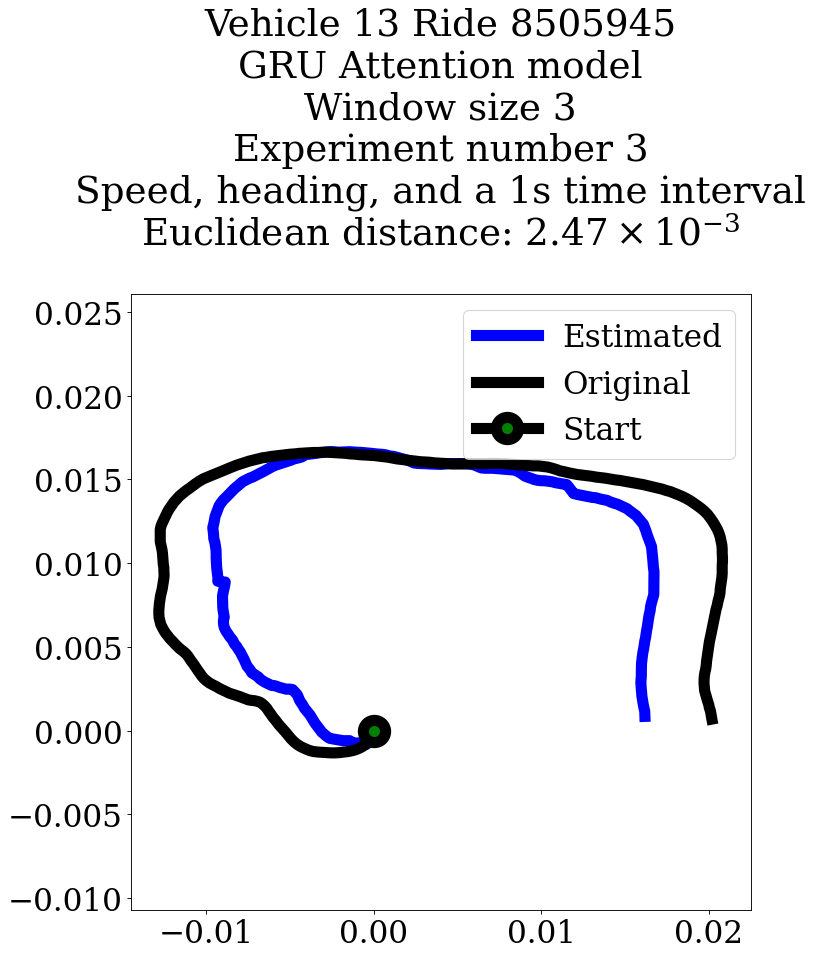 Vehicle 13 Ride 8505945
GRU Attention model
Window size 3
Experiment number 3
Speed, heading, and a 1s time interval
Euclidean distance: 2.47 × 10⁻³
0.025
Estimated
0.020
Original
Start
0.015
0.010
0.005
0.000
−0.005
−0.010
−0.01 0.00 0.01 0.02